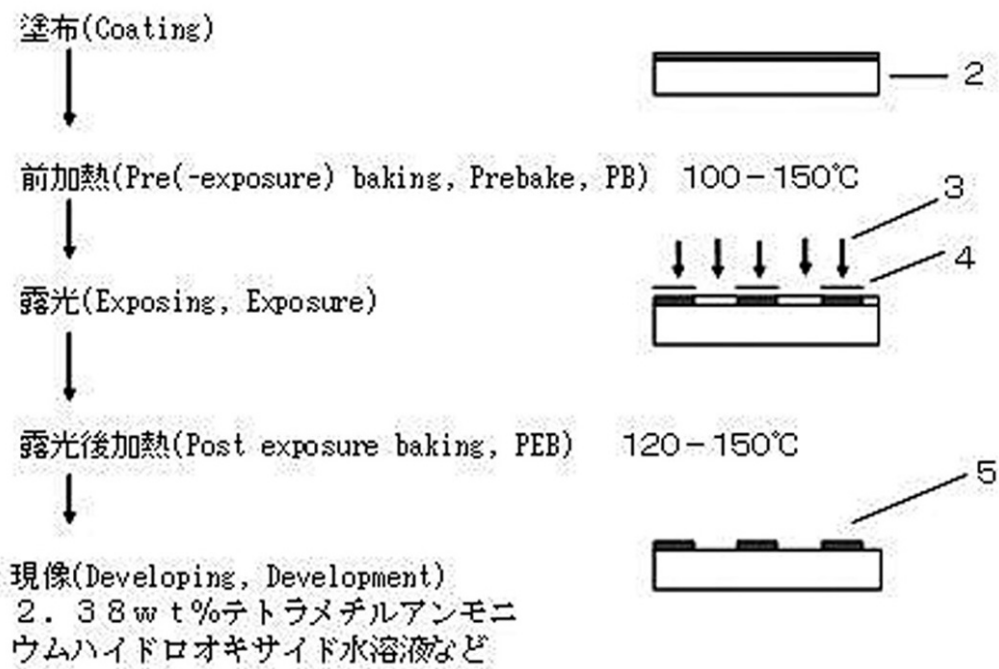 塗布(Coating)
2
前加熱(Pre(-exposure) baking, Prebake, PB) 100－150℃
3
4
露光(Exposing, Exposure)
露光後加熱(Post exposure baking, PEB) 120－150℃
5
現像(Developing, Development)
２．３８ｗｔ％テトラメチルアンモニ
ウムハイドロオキサイド水溶液など